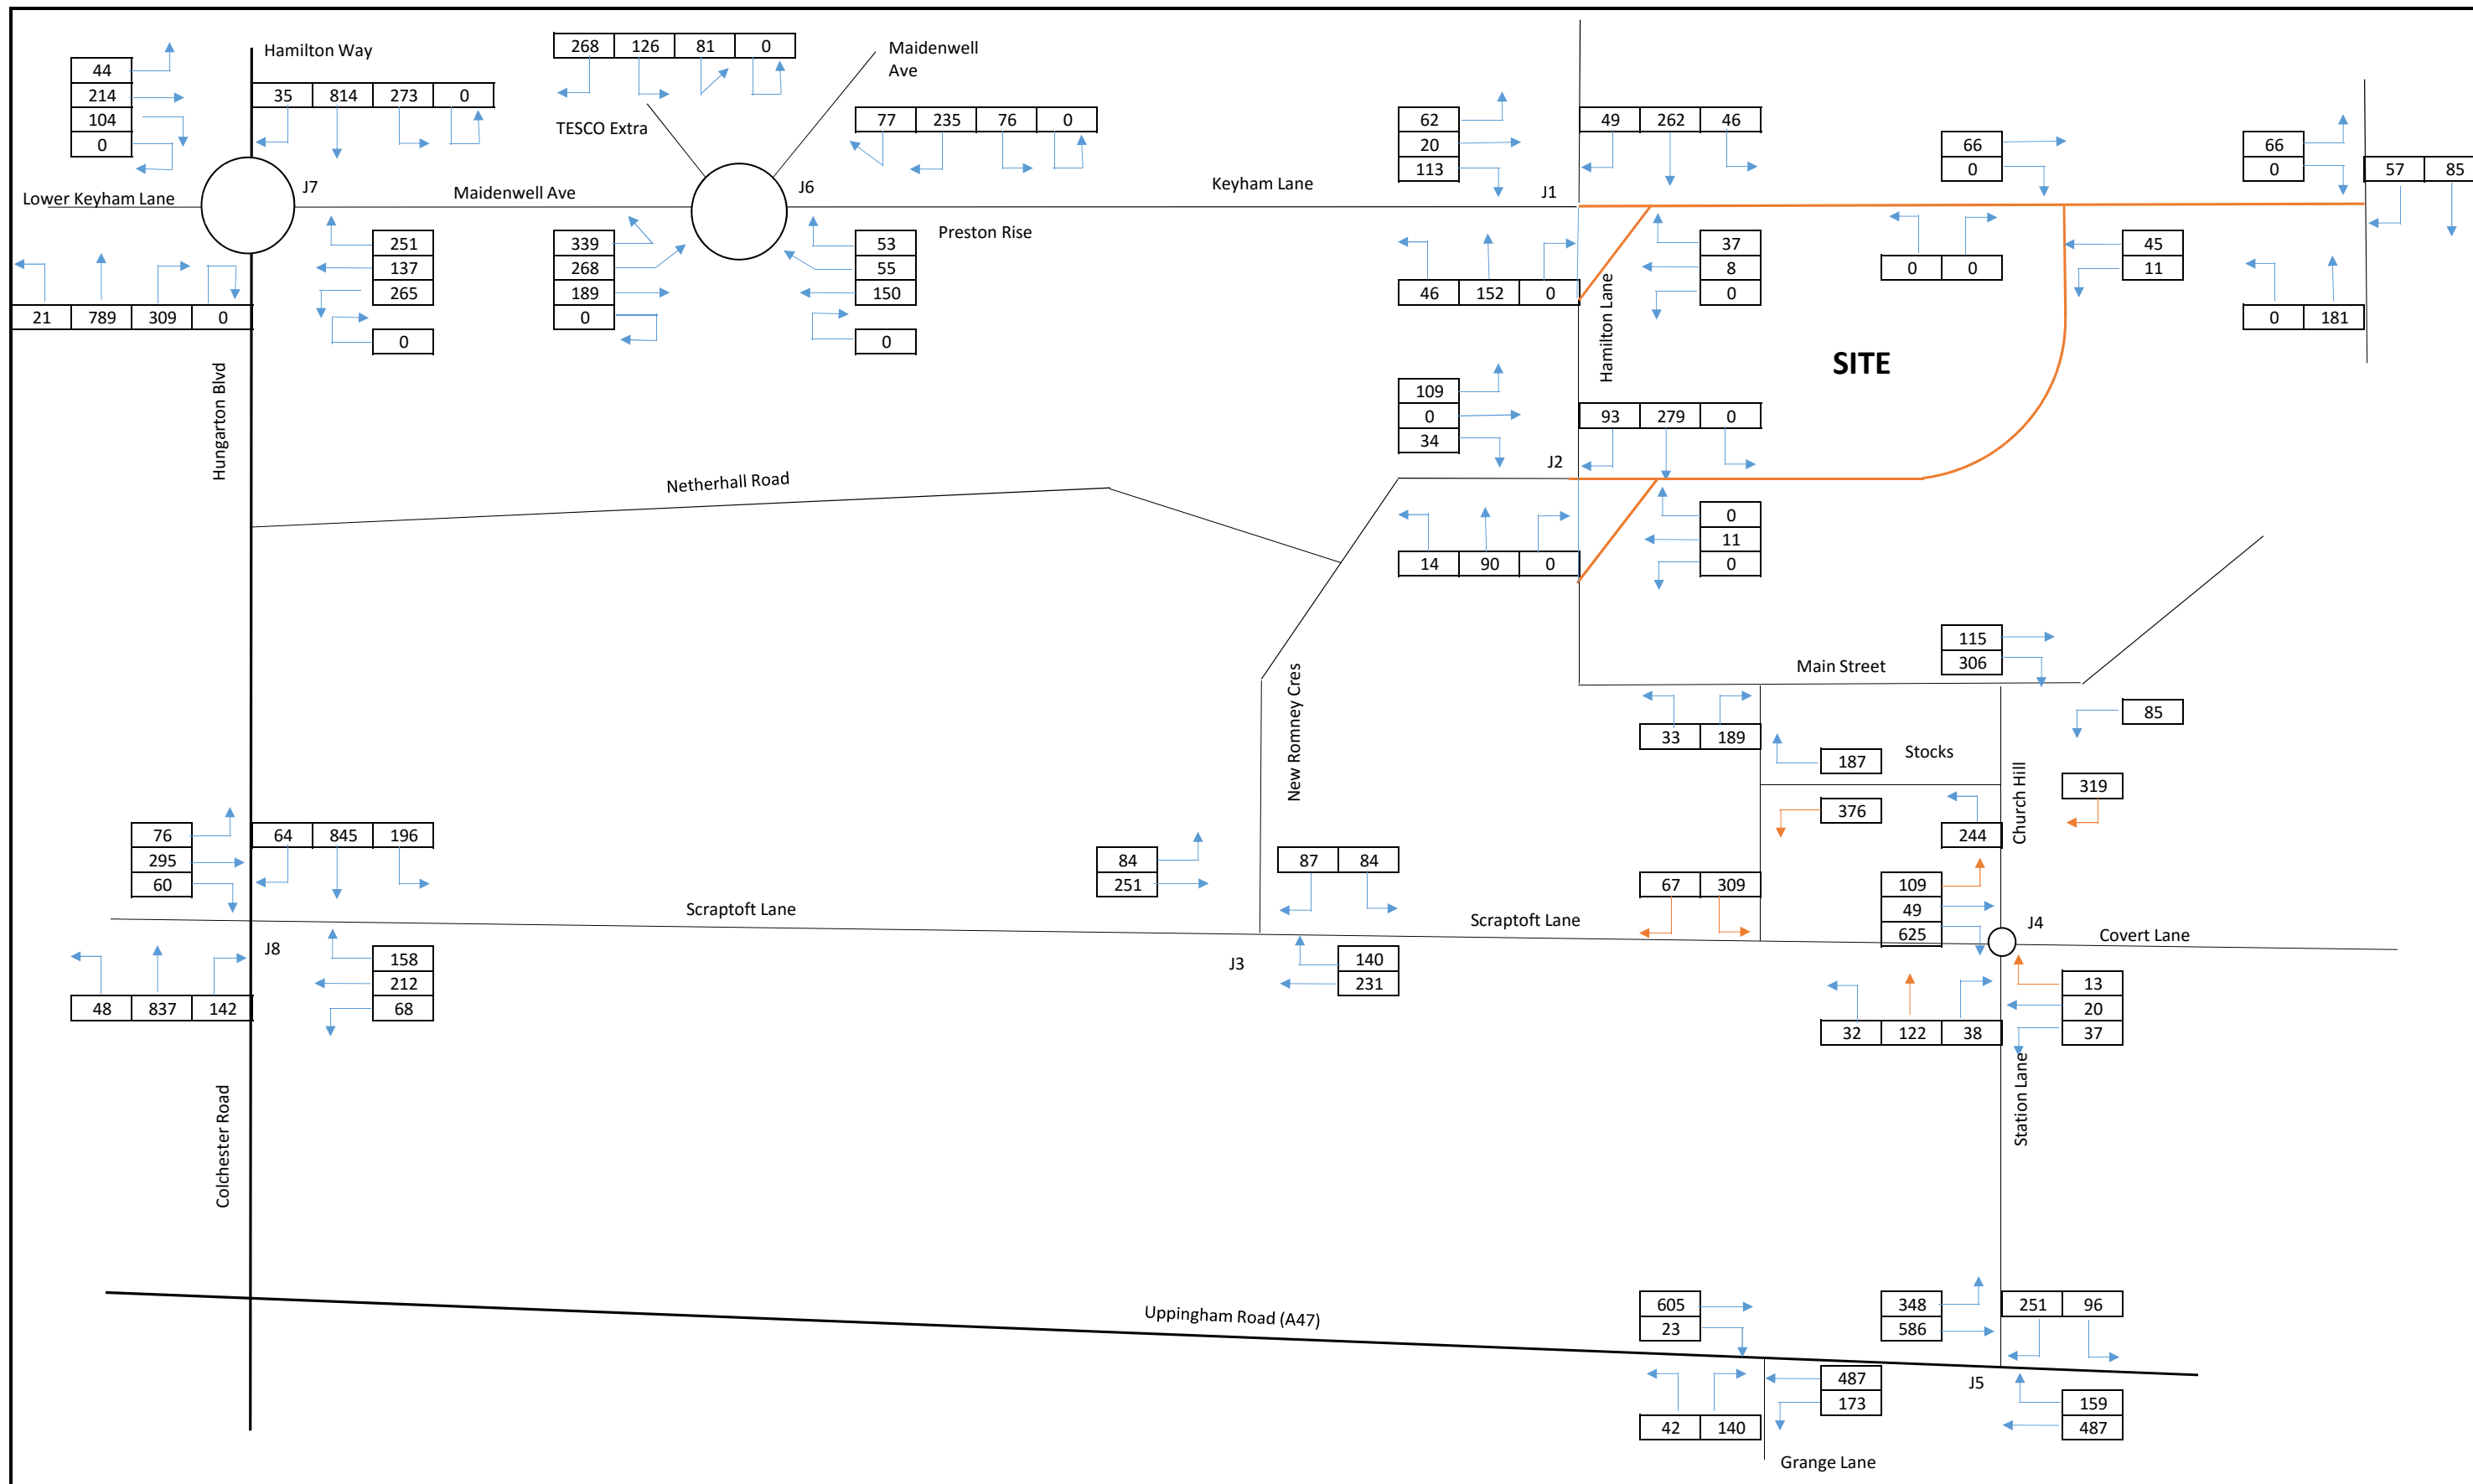 Hamilton Way
268 126 81 0
Maidenwell
Ave
44
214
104
0
35 814 273 0
TESCO Extra
77 235 76 0
62
20
113
49 262 46
66
0
66
0
57 85
Lower Keyham Lane
J7
Maidenwell Ave
J6
Keyham Lane
J1
Preston Rise
251
137
265
0
339
268
189
0
53
55
150
0
37
8
0
0 0
45
11
21 789 309 0
46 152 0
0 181
Hungarton Blvd
Hamilton Lane
SITE
109
0
34
93 279 0
J2
Netherhall Road
0
11
0
14 90 0
115
306
Main Street
New Romney Cres
33 189
85
187
Stocks
Church Hill
319
376
244
76
295
60
64 845 196
84
251
87 84
67 309
109
49
625
Scraptoft Lane
Scraptoft Lane
J4
Covert Lane
J8
158
212
68
J3
140
231
48 837 142
32 122 38
13
20
37
Colchester Road
Station Lane
Uppingham Road (A47)
605
23
348
586
251 96
487
173
J5
159
487
42 140
Grange Lane